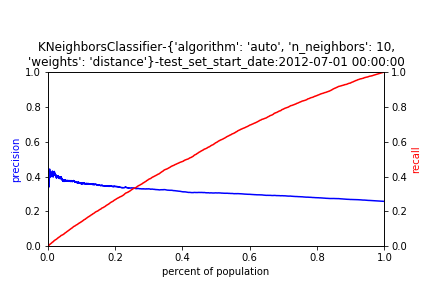 KNeighborsClassifier-{'algorithm': 'auto', 'n_neighbors': 10,
'weights': 'distance'}-test_set_start_date:2012-07-01 00:00:00
1.0
0.8
0.6
0.4
0.2
0.0
precision
1.0
0.8
0.6
0.4
0.2
0.0
recall
0.0 0.2 0.4 0.6 0.8 1.0
percent of population